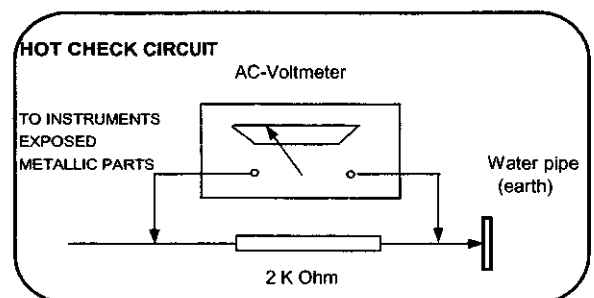 HOT CHECK CIRCUIT
AC-Voltmeter
TO INSTRUMENTS
EXPOSED
METALLIC PARTS
Water pipe
(earth)
2 K Ohm